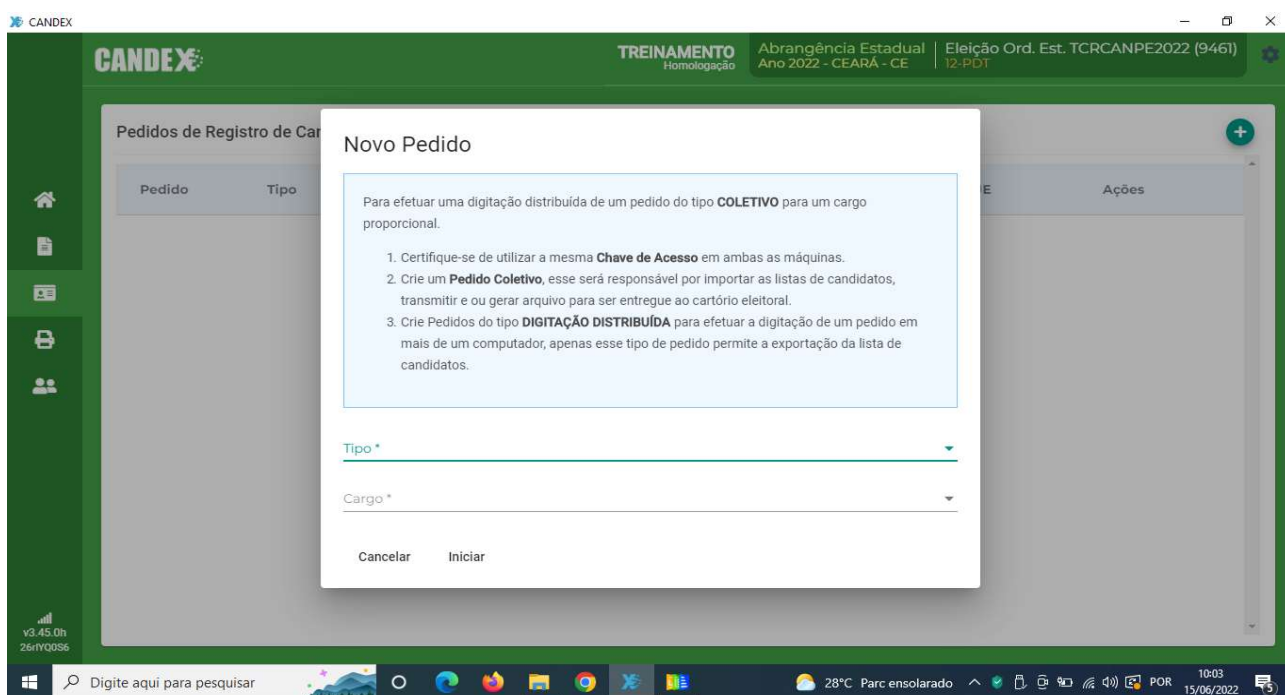 CANDEX
CANDEX
TREINAMENTO
Homologação
Abrangência Estadual
Ano 2022 - CEARÁ - CE
Eleição Ord. Est. TCRCANPE2022 (9461)
12-PDT
Pedidos de Registro de Car
Pedido Tipo E Ações
Novo Pedido
Para efetuar uma digitação distribuída de um pedido do tipo COLETIVO para um cargo
proporcional.
1. Certifique-se de utilizar a mesma Chave de Acesso em ambas as máquinas.
2. Crie um Pedido Coletivo, esse será responsável por importar as listas de candidatos,
transmitir e ou gerar arquivo para ser entregue ao cartório eleitoral.
3. Crie Pedidos do tipo DIGITAÇÃO DISTRIBUÍDA para efetuar a digitação de um pedido em
mais de um computador, apenas esse tipo de pedido permite a exportação da lista de
candidatos.
Tipo *
Cargo *
Cancelar Iniciar
v3.45.0h
Digite aqui para pesquisar
28°C Parc ensolarado
POR
10:03
15/06/2022